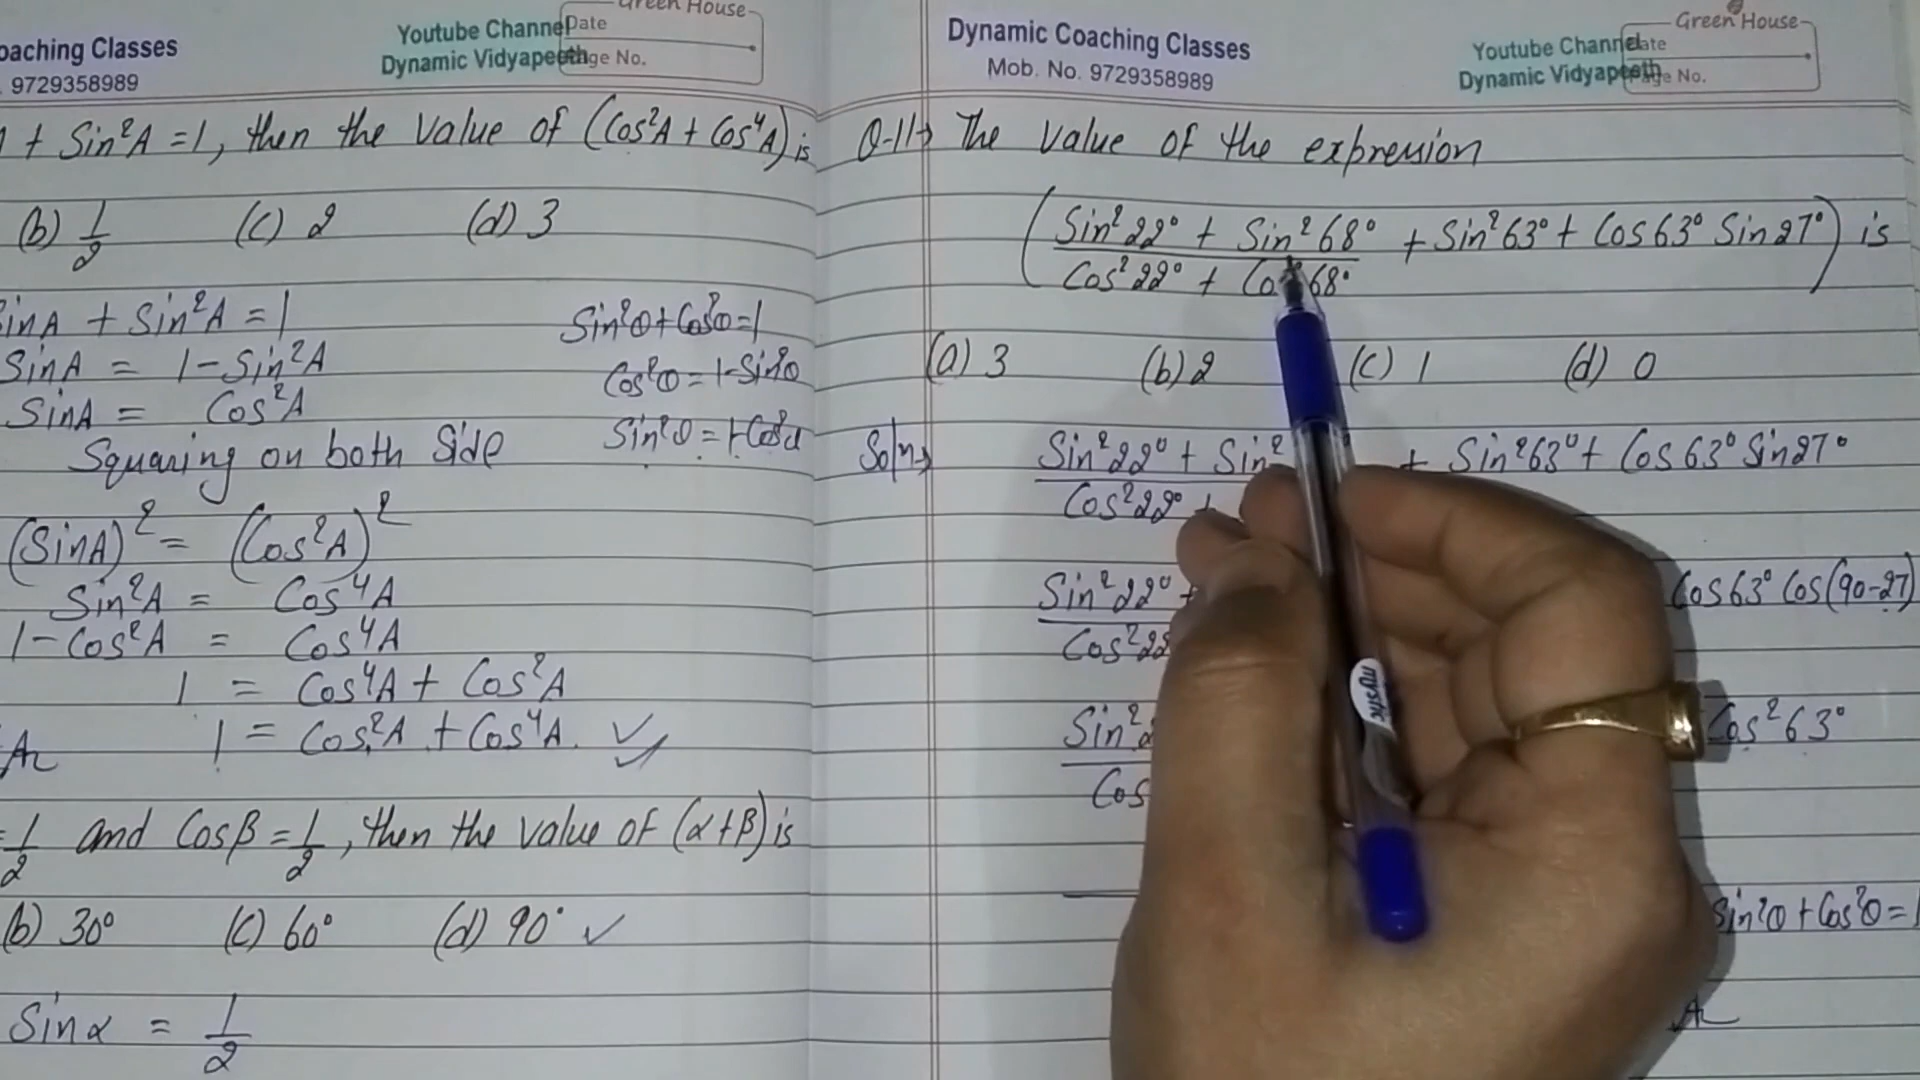 oaching Classes
. 9729358989
Youtube Channel
Dynamic Vidyapeeth
Green House
Date
Page No.
+ Sin²A = 1, then the value of (Cos²A + Cos⁴A) is
(b) 1/2 (c) 2 (d) 3
SinA + Sin²A = 1
SinA = 1 - Sin²A
SinA = Cos²A
Sin²θ + Cos²θ = 1
Cos²θ = 1 - Sin²θ
Sin²θ = 1 - Cos²θ
Squaring on both Side
(SinA)² = (Cos²A)²
Sin²A = Cos⁴A
1 - Cos²A = Cos⁴A
1 = Cos⁴A + Cos²A
1 = Cos²A + Cos⁴A.
= 1/2 and Cosβ = 1/2, then the value of (α+β) is
(b) 30° (c) 60° (d) 90°
Sinα = 1/2
Dynamic Coaching Classes
Mob. No. 9729358989
Youtube Channel
Dynamic Vidyapeeth
Green House
Page No.
Q-11→ The value of the expression
(Sin²22° + Sin²68° / Cos²22° + Cos²68° + Sin²63° + Cos63° Sin27°) is
(a) 3 (b) 2 (c) 1 (d) 0
Soln→ Sin²22° + Sin² + Sin²63° + Cos63° Sin27°
Cos²22° +
Sin²22° + Cos63° Cos(90-27)
Cos²22
Sin² Cos²63°
Cos
Sin²θ + Cos²θ = 1